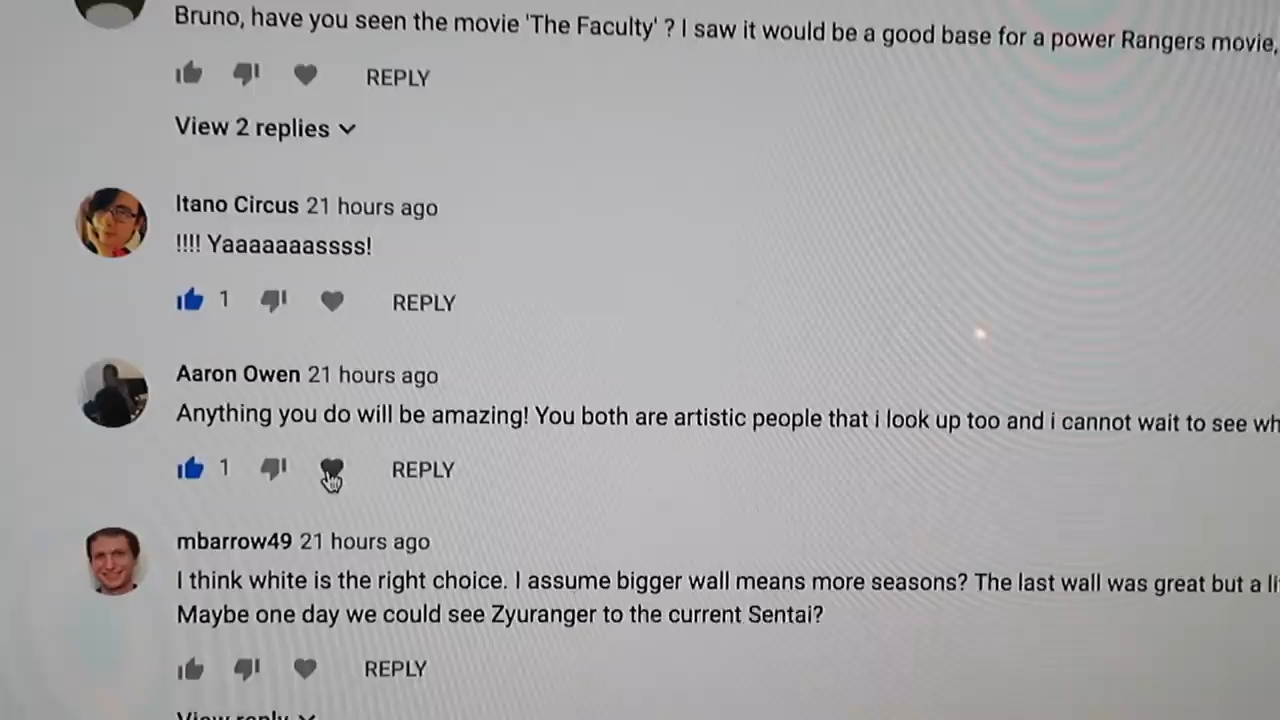 Bruno, have you seen the movie 'The Faculty' ? I saw it would be a good base for a power Rangers movie,
REPLY
View 2 replies
Itano Circus 21 hours ago
!!!! Yaaaaaaassss!
1 REPLY
Aaron Owen 21 hours ago
Anything you do will be amazing! You both are artistic people that i look up too and i cannot wait to see wh
1 REPLY
mbarrow49 21 hours ago
I think white is the right choice. I assume bigger wall means more seasons? The last wall was great but a li
Maybe one day we could see Zyuranger to the current Sentai?
REPLY
View reply